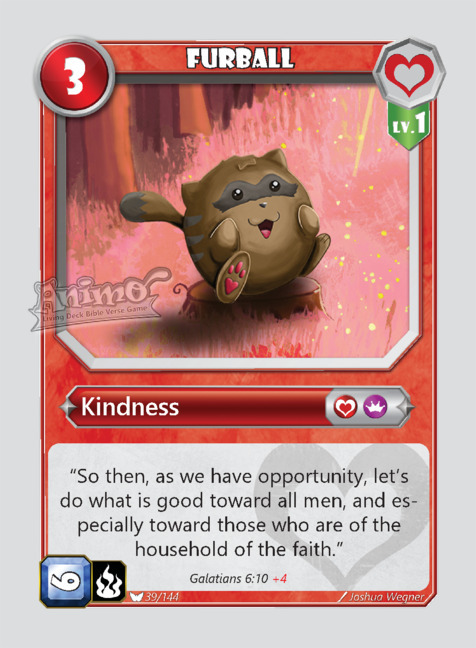 FURBALL
3
LV.1
Animo
Living Deck Bible Verse Game
Kindness
“So then, as we have opportunity, let’s
do what is good toward all men, and es-
pecially toward those who are of the
household of the faith.”
Galatians 6:10 +4
6
39/144
Joshua Wegner